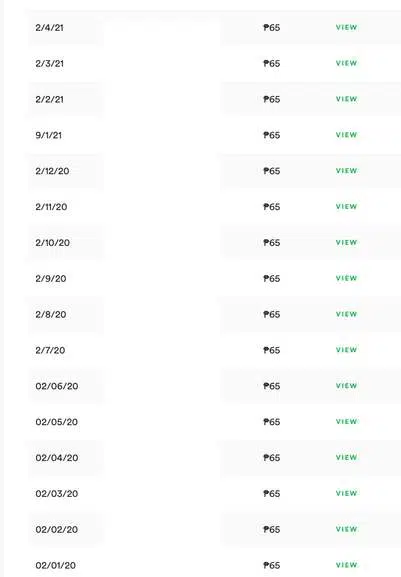 2/4/21 ₱65 VIEW
2/3/21 ₱65 VIEW
2/2/21 ₱65 VIEW
9/1/21 ₱65 VIEW
2/12/20 ₱65 VIEW
2/11/20 ₱65 VIEW
2/10/20 ₱65 VIEW
2/9/20 ₱65 VIEW
2/8/20 ₱65 VIEW
2/7/20 ₱65 VIEW
02/06/20 ₱65 VIEW
02/05/20 ₱65 VIEW
02/04/20 ₱65 VIEW
02/03/20 ₱65 VIEW
02/02/20 ₱65 VIEW
02/01/20 ₱65 VIEW